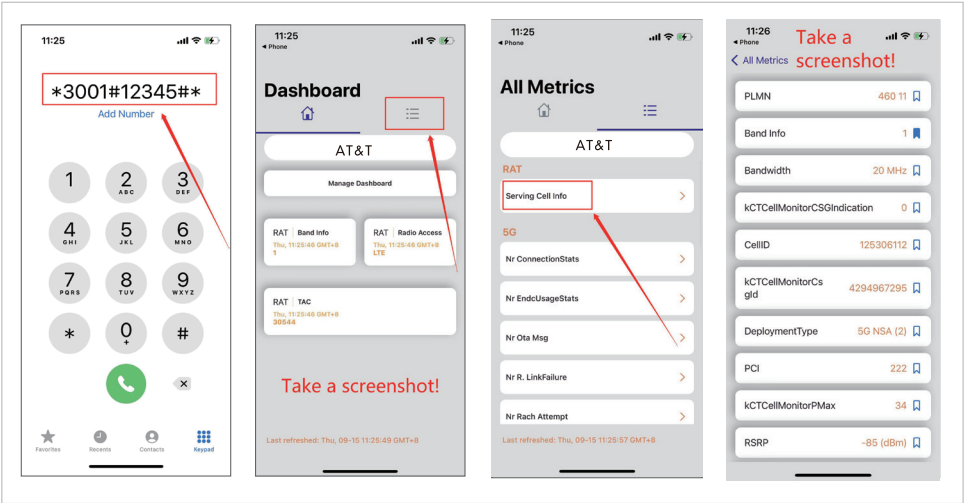 11:25
*3001#12345#*
Add Number
1
2
ABC
3
DEF
4
GHI
5
JKL
6
MNO
7
PQRS
8
TUV
9
WXYZ
*
0
+
#
Favorites
Recents
Contacts
Keypad
11:25
Phone
Dashboard
AT&T
Manage Dashboard
RAT | Band Info
Thu, 11:25:46 GMT+8
1
RAT | Radio Access
Thu, 11:25:46 GMT+8
LTE
RAT | TAC
Thu, 11:25:46 GMT+8
30544
Take a screenshot!
Last refreshed: Thu, 09-15 11:25:49 GMT+8
11:25
Phone
All Metrics
AT&T
RAT
Serving Cell Info
5G
Nr ConnectionStats
Nr EndcUsageStats
Nr Ota Msg
Nr R. LinkFailure
Nr Rach Attempt
Last refreshed: Thu, 09-15 11:25:57 GMT+8
11:26
Phone
All Metrics
Take a
screenshot!
PLMN 460 11
Band Info 1
Bandwidth 20 MHz
kCTCellMonitorCSGIndication 0
CellID 125306112
kCTCellMonitorCs
gId 4294967295
DeploymentType 5G NSA (2)
PCI 222
kCTCellMonitorPMax 34
RSRP -85 (dBm)